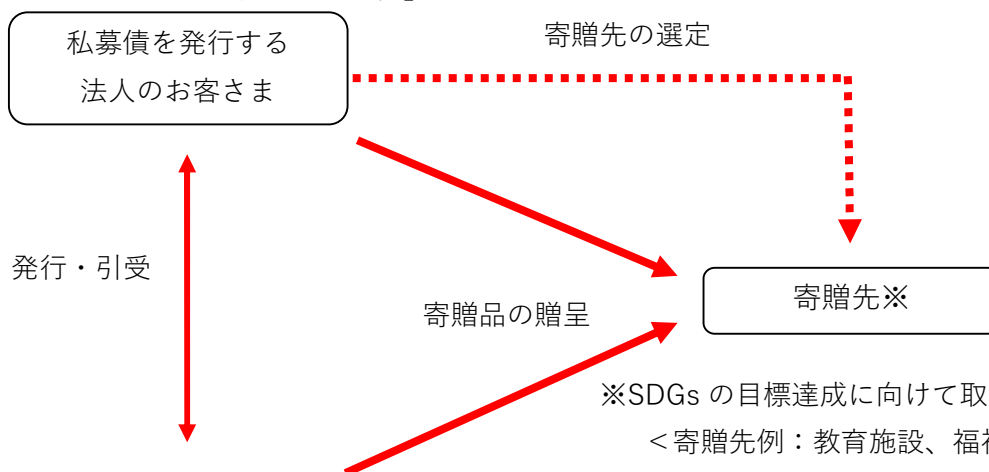 私募債を発行する
法人のお客さま
寄贈先の選定
発行・引受
寄贈先※
寄贈品の贈呈
※SDGs の目標達成に向けて取
＜寄贈先例：教育施設、福祉